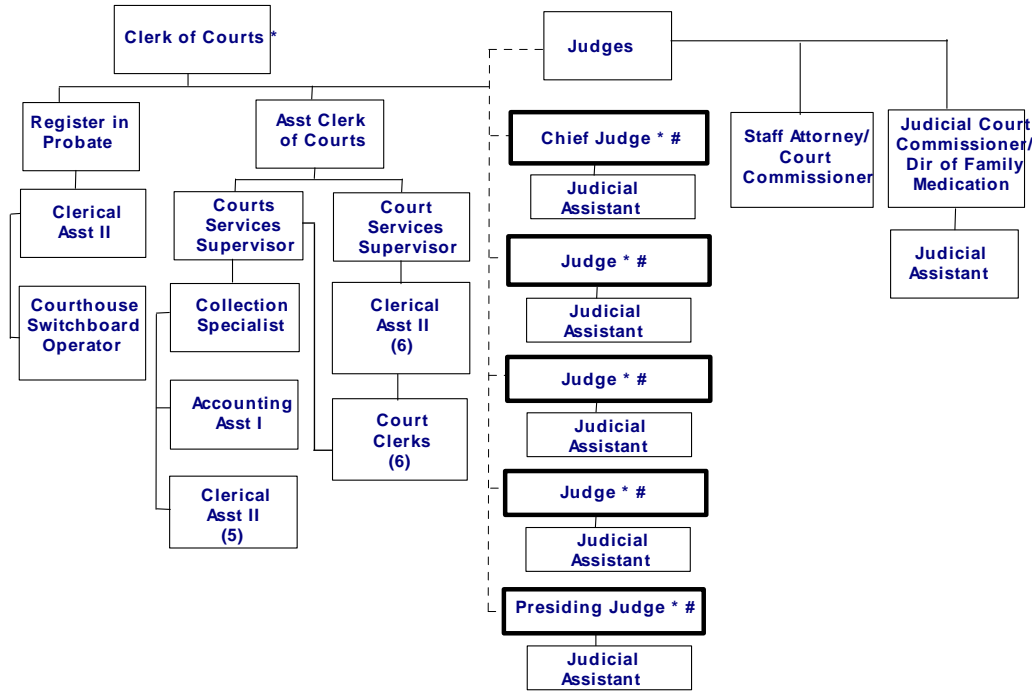 Clerk of Courts *
Judges
Register in
Probate
Asst Clerk
of Courts
Chief Judge * #
Staff Attorney/
Court
Commissioner
Judicial Court
Commissioner/
Dir of Family
Medication
Judicial
Assistant
Clerical
Asst II
Courts
Services
Supervisor
Court
Services
Supervisor
Judge * #
Judicial
Assistant
Courthouse
Switchboard
Operator
Collection
Specialist
Clerical
Asst II
(6)
Judicial
Assistant
Judge * #
Accounting
Asst I
Court
Clerks
(6)
Judicial
Assistant
Clerical
Asst II
(5)
Judge * #
Judicial
Assistant
Presiding Judge * #
Judicial
Assistant